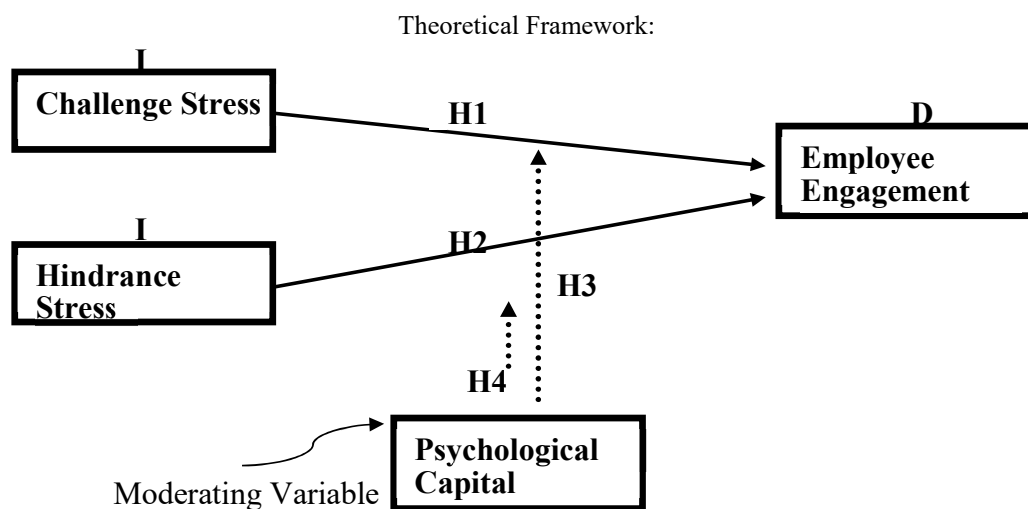 Theoretical Framework:
I
Challenge Stress
H1
D
Employee
Engagement
I
Hindrance
Stress
H2
H3
H4
Psychological
Capital
Moderating Variable